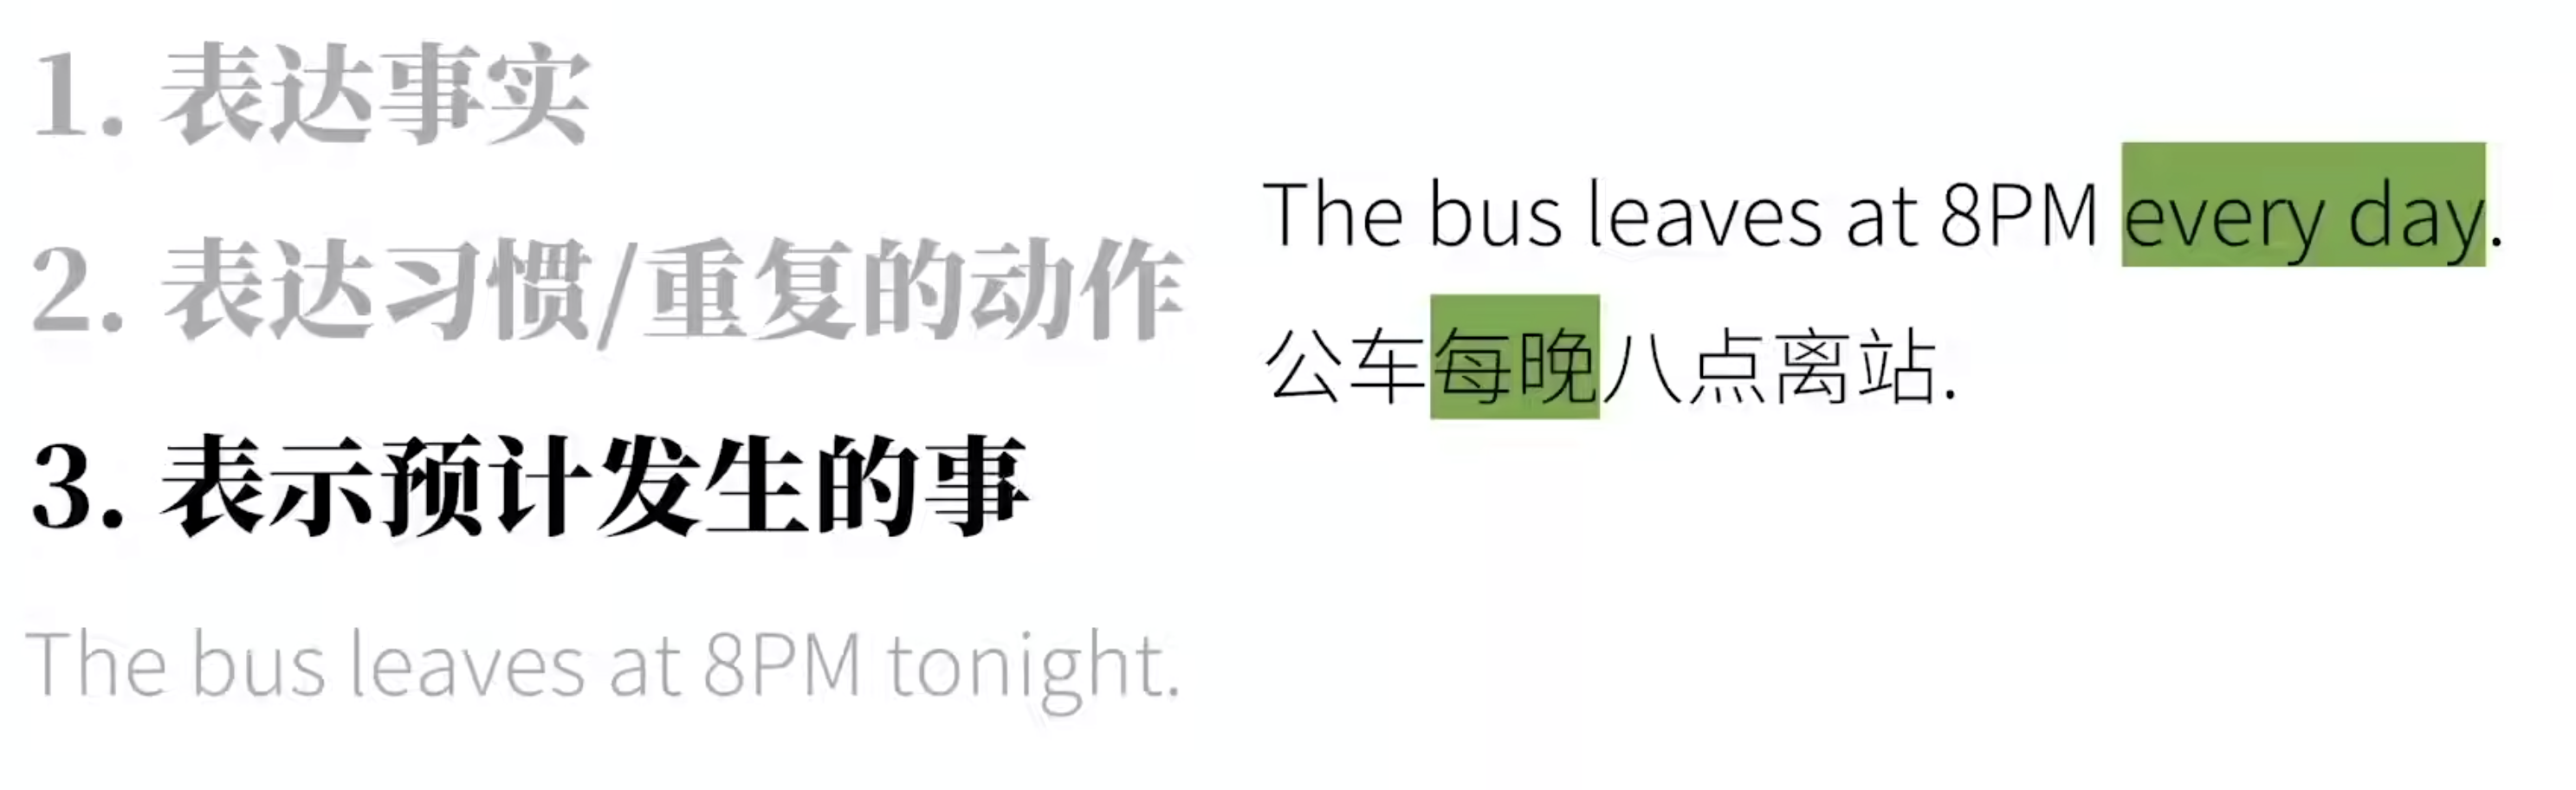 1. 表达事实
2. 表达习惯/重复的动作
3. 表示预计发生的事
The bus leaves at 8PM tonight.
The bus leaves at 8PM every day.
公车每晚八点离站.